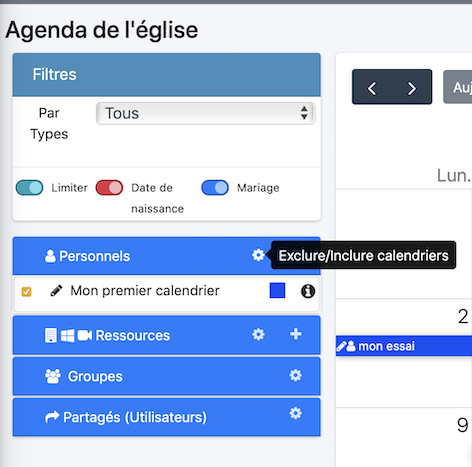 Agenda de l'église
Filtres
Par
Types
Tous
Limiter
Date de
naissance
Mariage
Personnels
Exclure/Inclure calendriers
Mon premier calendrier
Ressources
Groupes
Partagés (Utilisateurs)
Auj
Lun.
2
mon essai
9